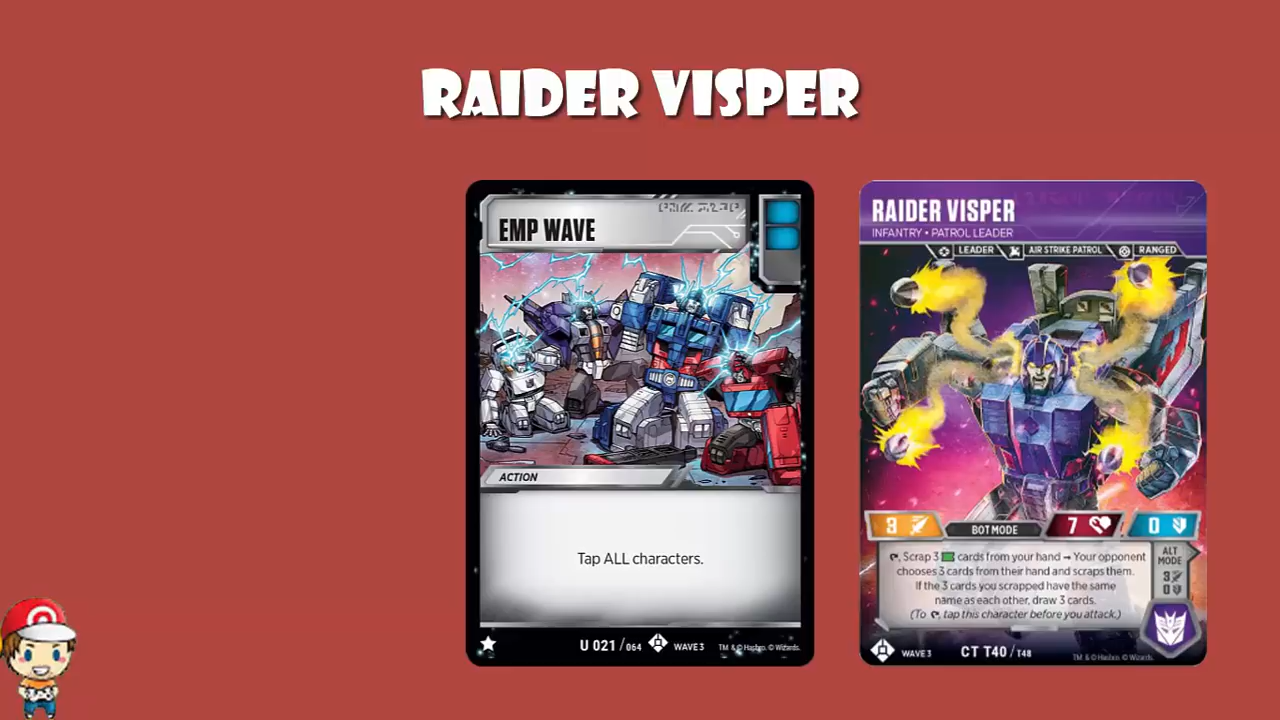 RAIDER VISPER
EMP WAVE
ACTION
Tap ALL characters.
U 021/064 WAVE 3 TM & © Hasbro. © Wizards.
RAIDER VISPER
INFANTRY • PATROL LEADER
LEADER AIR STRIKE PATROL RANGED
3 BOT MODE 7 0
, Scrap 3 cards from your hand → Your opponent
chooses 3 cards from their hand and scraps them.
If the 3 cards you scrapped have the same
name as each other, draw 3 cards.
(To , tap this character before you attack.)
ALT
MODE
3
0
WAVE 3 CT T40/T48 TM & © Hasbro. © Wizards.